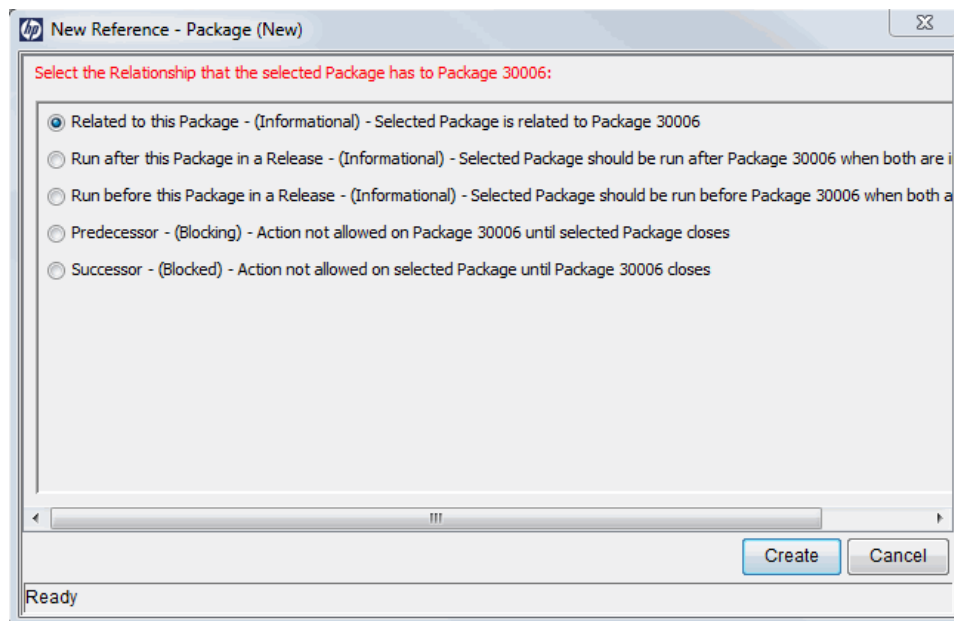 hp New Reference - Package (New)
Select the Relationship that the selected Package has to Package 30006:
Related to this Package - (Informational) - Selected Package is related to Package 30006
Run after this Package in a Release - (Informational) - Selected Package should be run after Package 30006 when both are i
Run before this Package in a Release - (Informational) - Selected Package should be run before Package 30006 when both a
Predecessor - (Blocking) - Action not allowed on Package 30006 until selected Package closes
Successor - (Blocked) - Action not allowed on selected Package until Package 30006 closes
Create Cancel
Ready